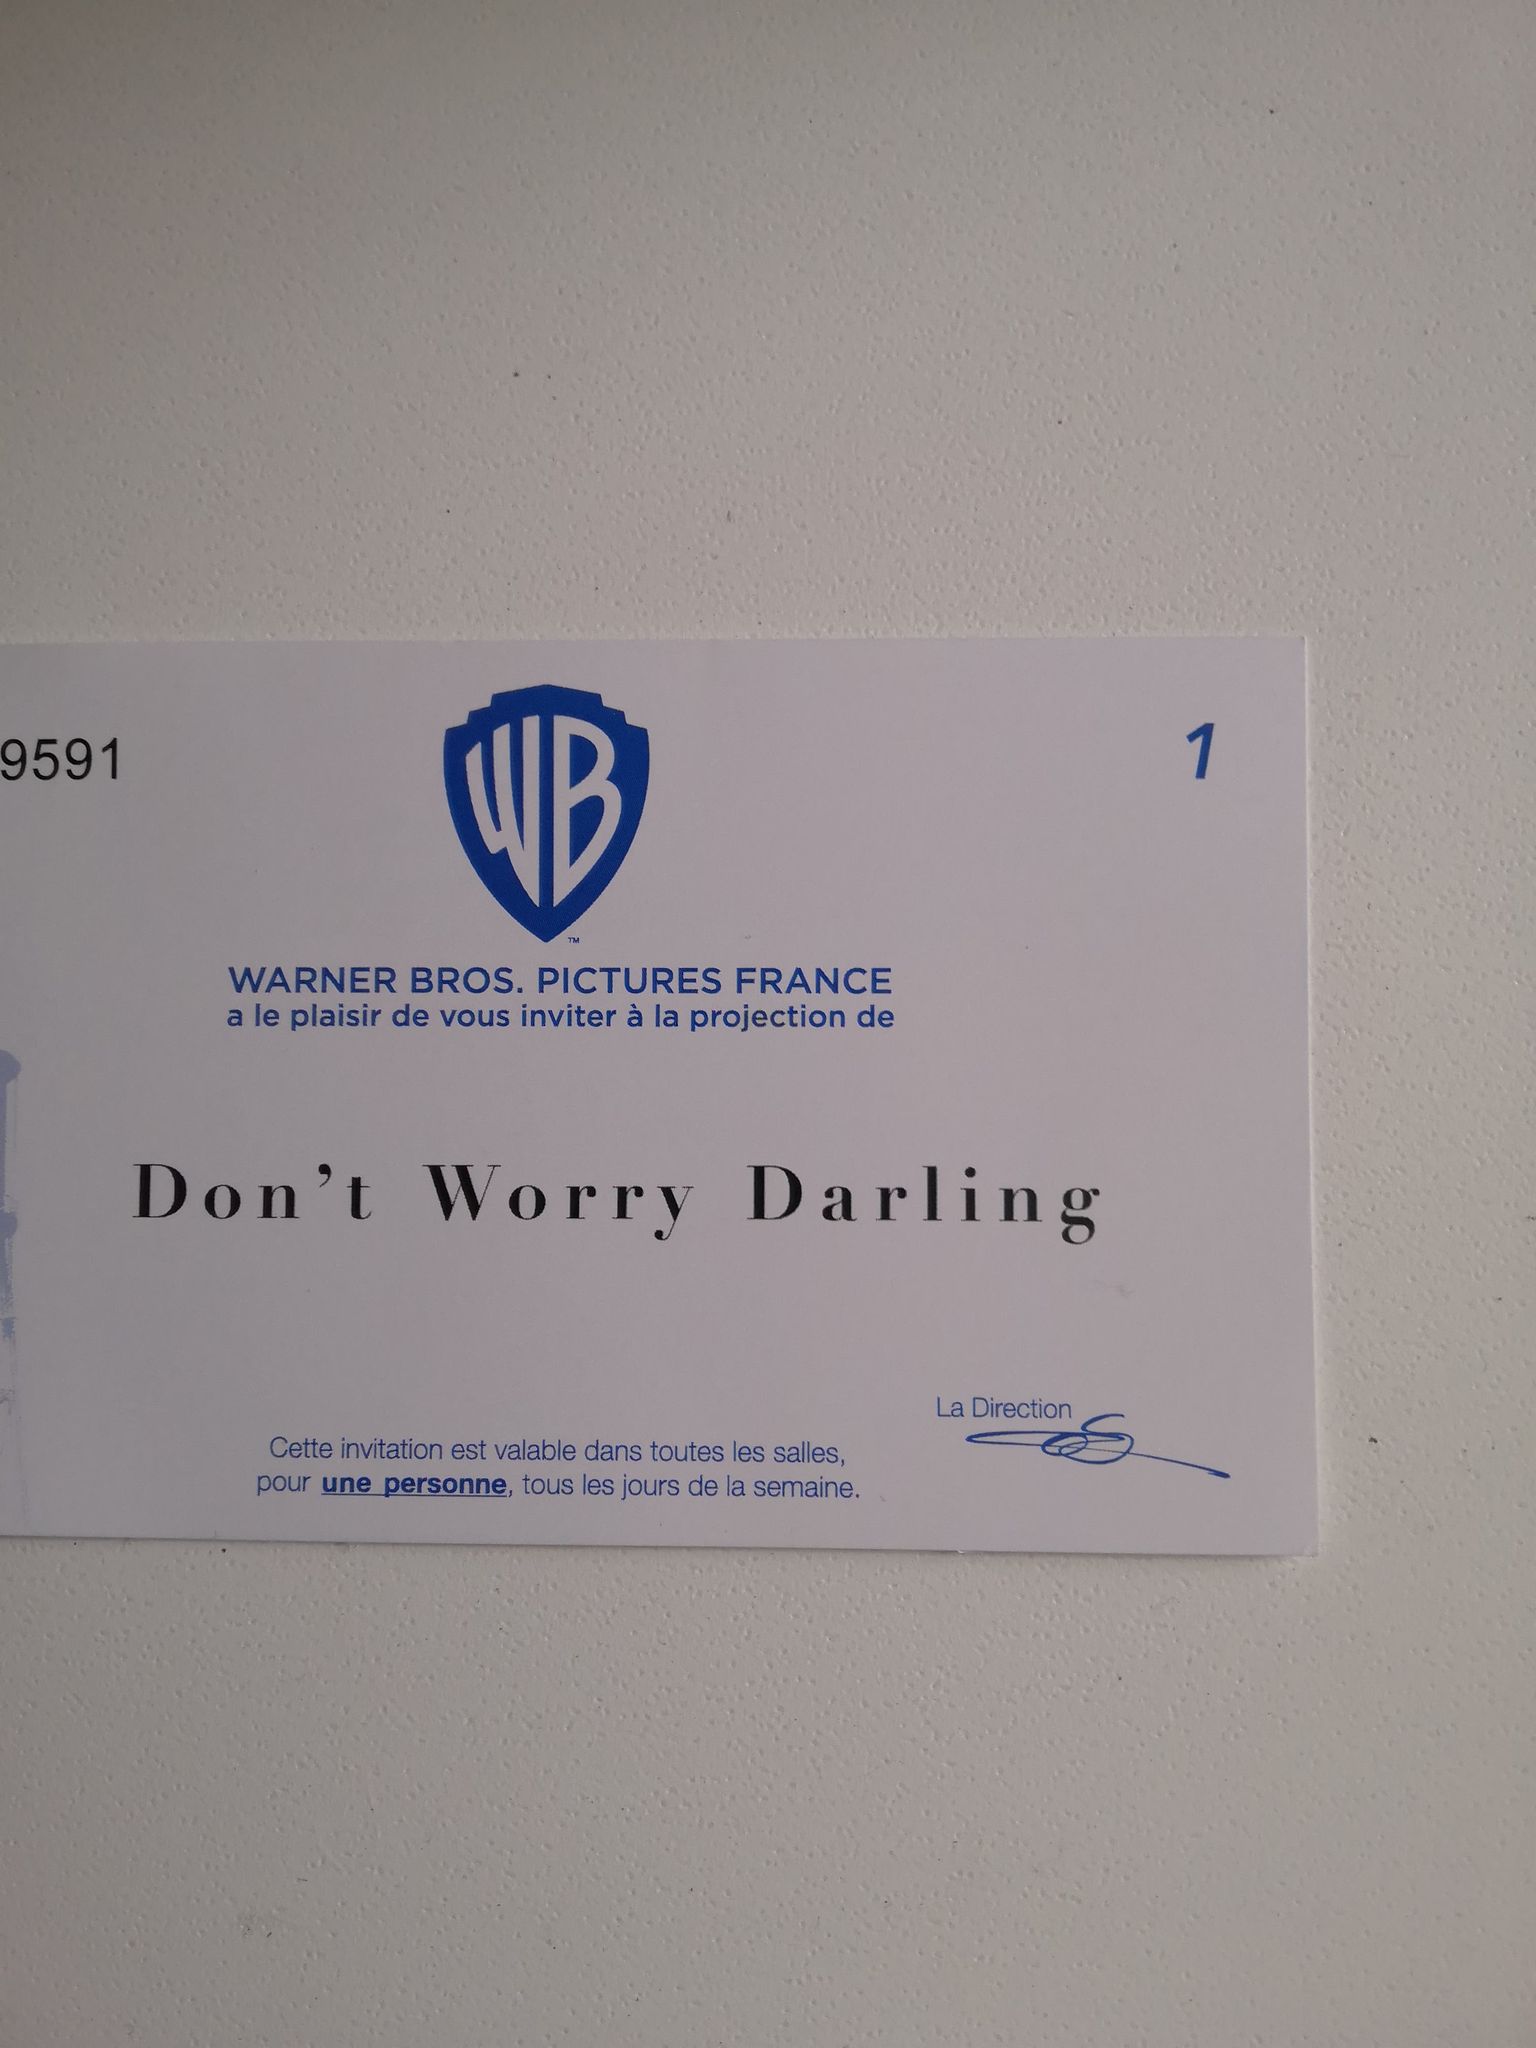 9591
1
WB
TM
WARNER BROS. PICTURES FRANCE
a le plaisir de vous inviter à la projection de
Don't Worry Darling
La Direction
Cette invitation est valable dans toutes les salles,
pour une personne, tous les jours de la semaine.